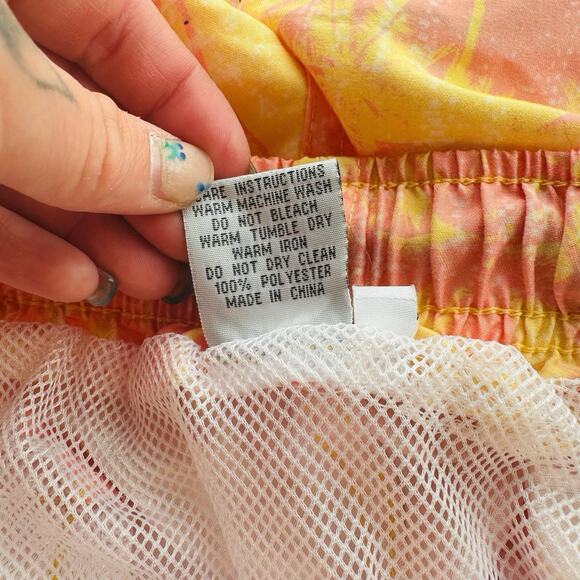 CARE INSTRUCTIONS
WARM MACHINE WASH
DO NOT BLEACH
WARM TUMBLE DRY
WARM IRON
DO NOT DRY CLEAN
100% POLYESTER
MADE IN CHINA